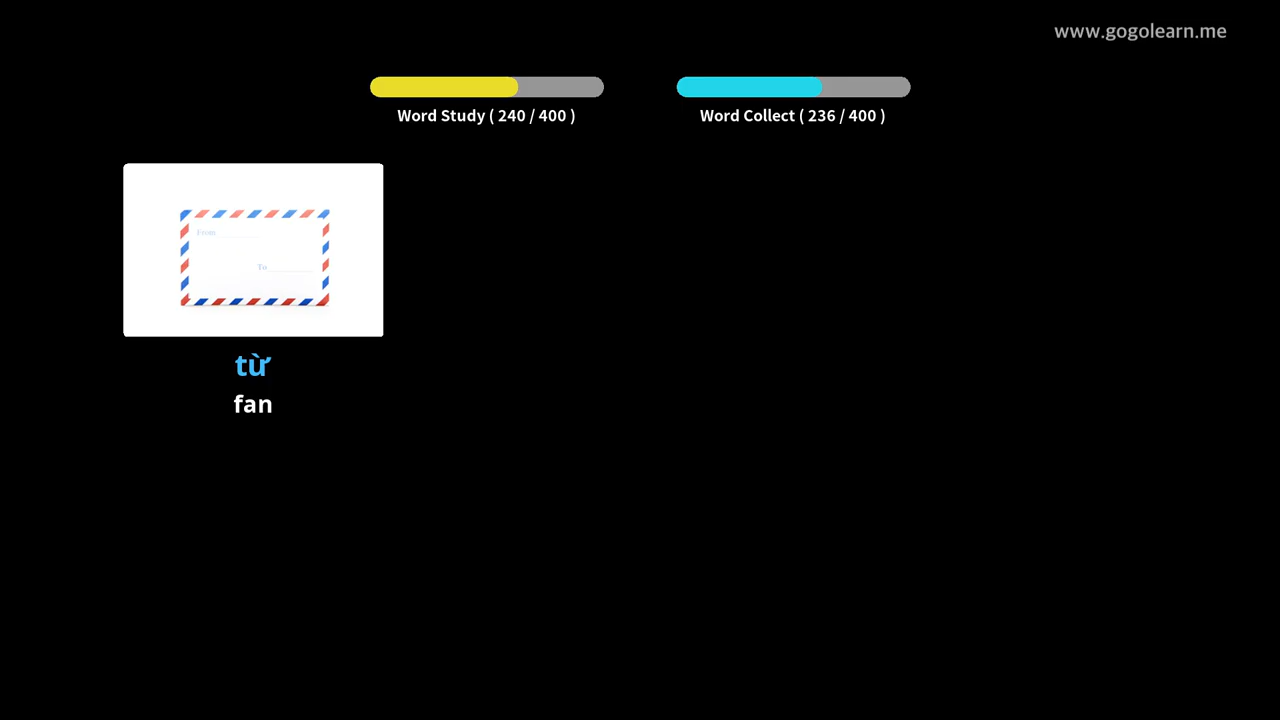 www.gogolearn.me
Word Study ( 240 / 400 )
Word Collect ( 236 / 400 )
From
To
từ
fan